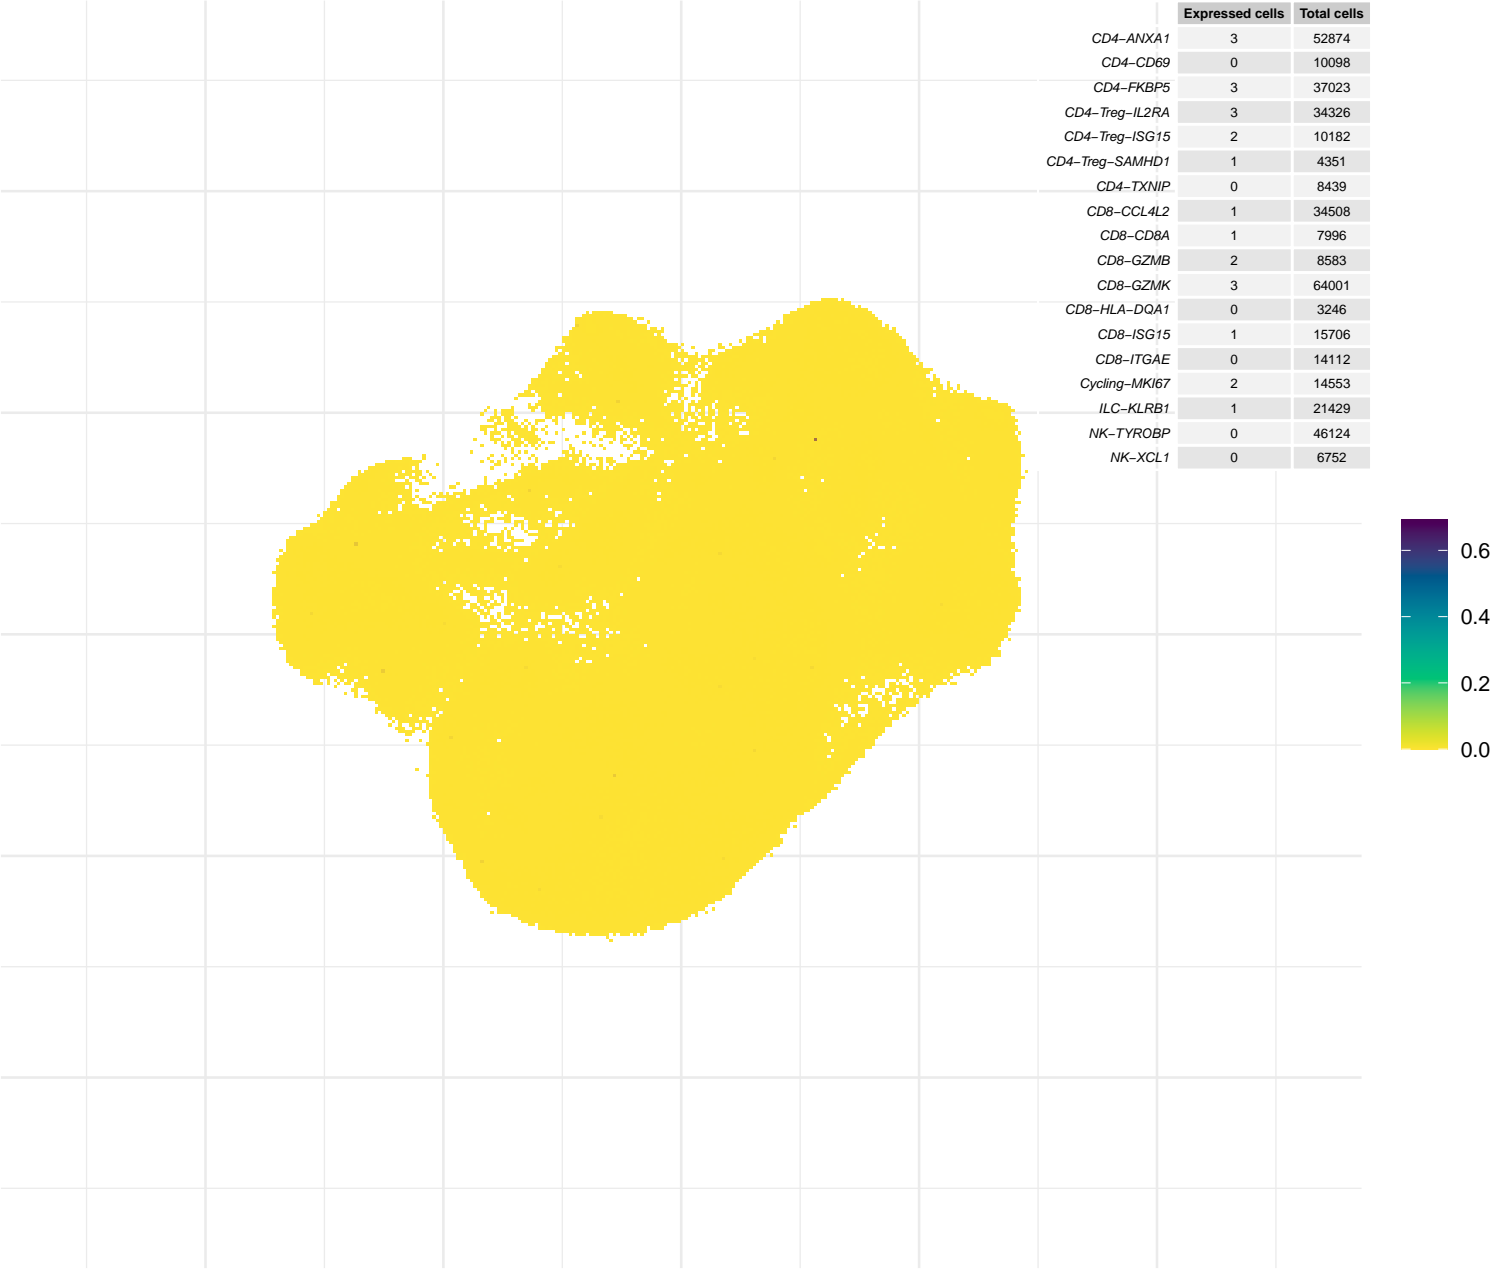 Expressed cells Total cells
CD4−ANXA1 3 52874
CD4−CD69 0 10098
CD4−FKBP5 3 37023
CD4−Treg−IL2RA 3 34326
CD4−Treg−ISG15 2 10182
CD4−Treg−SAMHD1 1 4351
CD4−TXNIP 0 8439
CD8−CCL4L2 1 34508
CD8−CD8A 1 7996
CD8−GZMB 2 8583
CD8−GZMK 3 64001
CD8−HLA−DQA1 0 3246
CD8−ISG15 1 15706
CD8−ITGAE 0 14112
Cycling−MKI67 2 14553
ILC−KLRB1 1 21429
NK−TYROBP 0 46124
NK−XCL1 0 6752
0.6
0.4
0.2
0.0